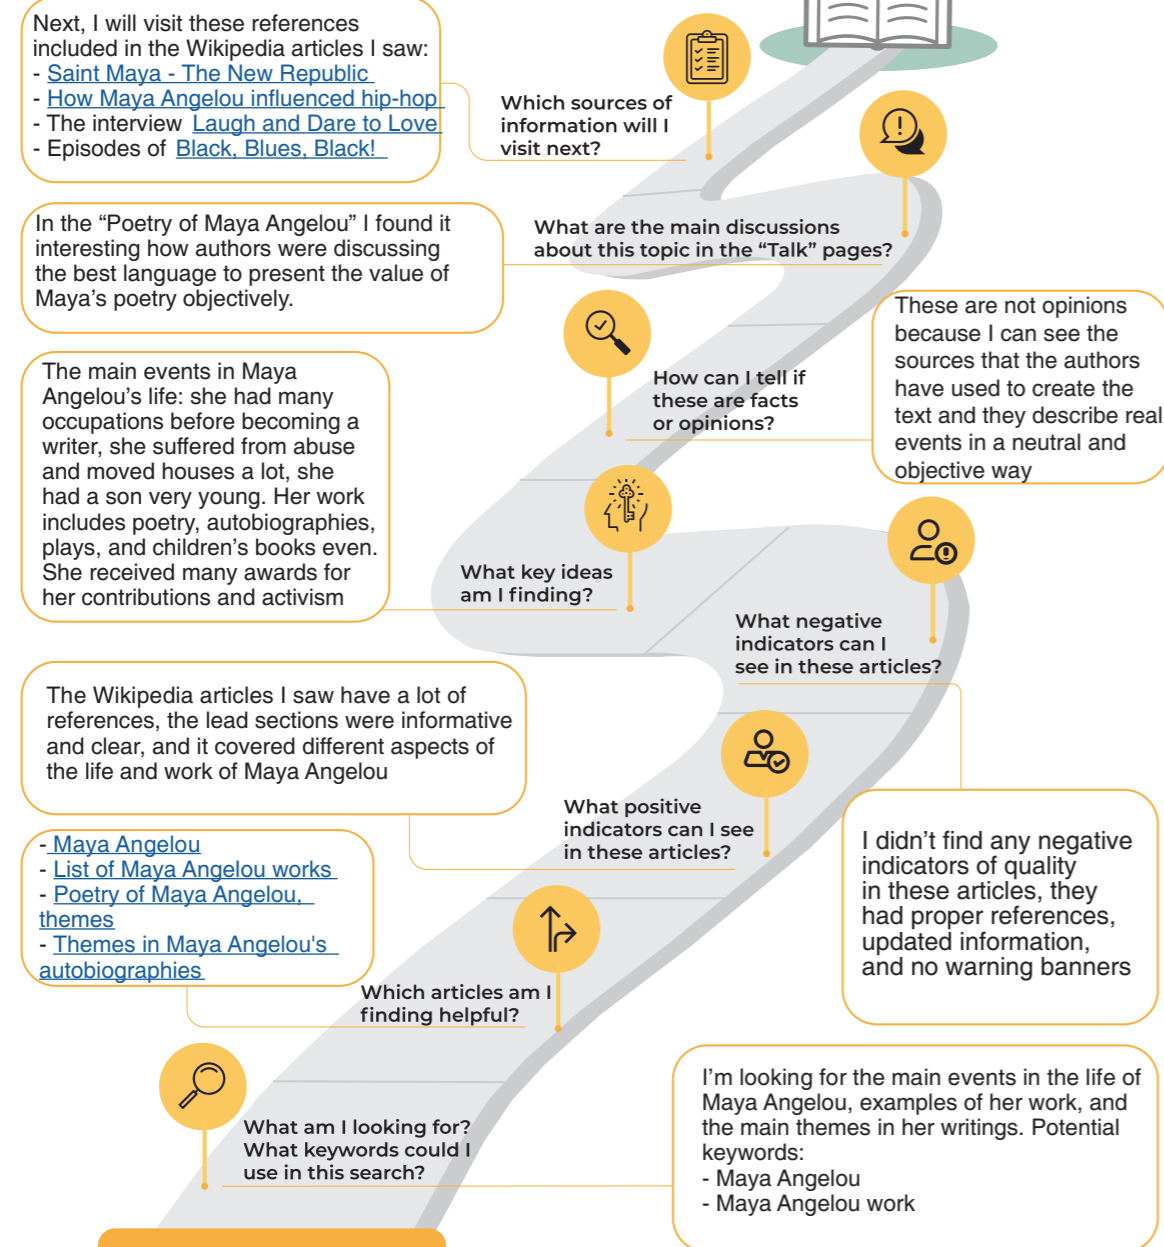 Next, I will visit these references
included in the Wikipedia articles I saw:
- Saint Maya - The New Republic
- How Maya Angelou influenced hip-hop
- The interview Laugh and Dare to Love
- Episodes of Black, Blues, Black!
Which sources of
information will I
visit next?
In the “Poetry of Maya Angelou” I found it
interesting how authors were discussing
the best language to present the value of
Maya’s poetry objectively.
What are the main discussions
about this topic in the “Talk” pages?
These are not opinions
because I can see the
sources that the authors
have used to create the
text and they describe real
events in a neutral and
objective way
How can I tell if
these are facts
or opinions?
The main events in Maya
Angelou’s life: she had many
occupations before becoming a
writer, she suffered from abuse
and moved houses a lot, she
had a son very young. Her work
includes poetry, autobiographies,
plays, and children’s books even.
She received many awards for
her contributions and activism
What key ideas
am I finding?
What negative
indicators can I
see in these articles?
The Wikipedia articles I saw have a lot of
references, the lead sections were informative
and clear, and it covered different aspects of
the life and work of Maya Angelou
What positive
indicators can I see
in these articles?
I didn’t find any negative
indicators of quality
in these articles, they
had proper references,
updated information,
and no warning banners
- Maya Angelou
- List of Maya Angelou works
- Poetry of Maya Angelou,
themes
- Themes in Maya Angelou's
autobiographies
Which articles am I
finding helpful?
I’m looking for the main events in the life of
Maya Angelou, examples of her work, and
the main themes in her writings. Potential
keywords:
- Maya Angelou
- Maya Angelou work
What am I looking for?
What keywords could I
use in this search?